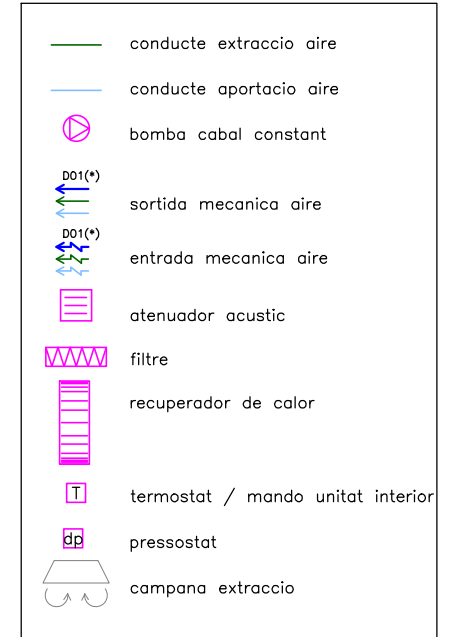 conducte extraccio aire
conducte aportacio aire
bomba cabal constant
D01(*)
sortida mecanica aire
D01(*)
entrada mecanica aire
atenuador acustic
filtre
recuperador de calor
T termostat / mando unitat interior
dp pressostat
campana extraccio